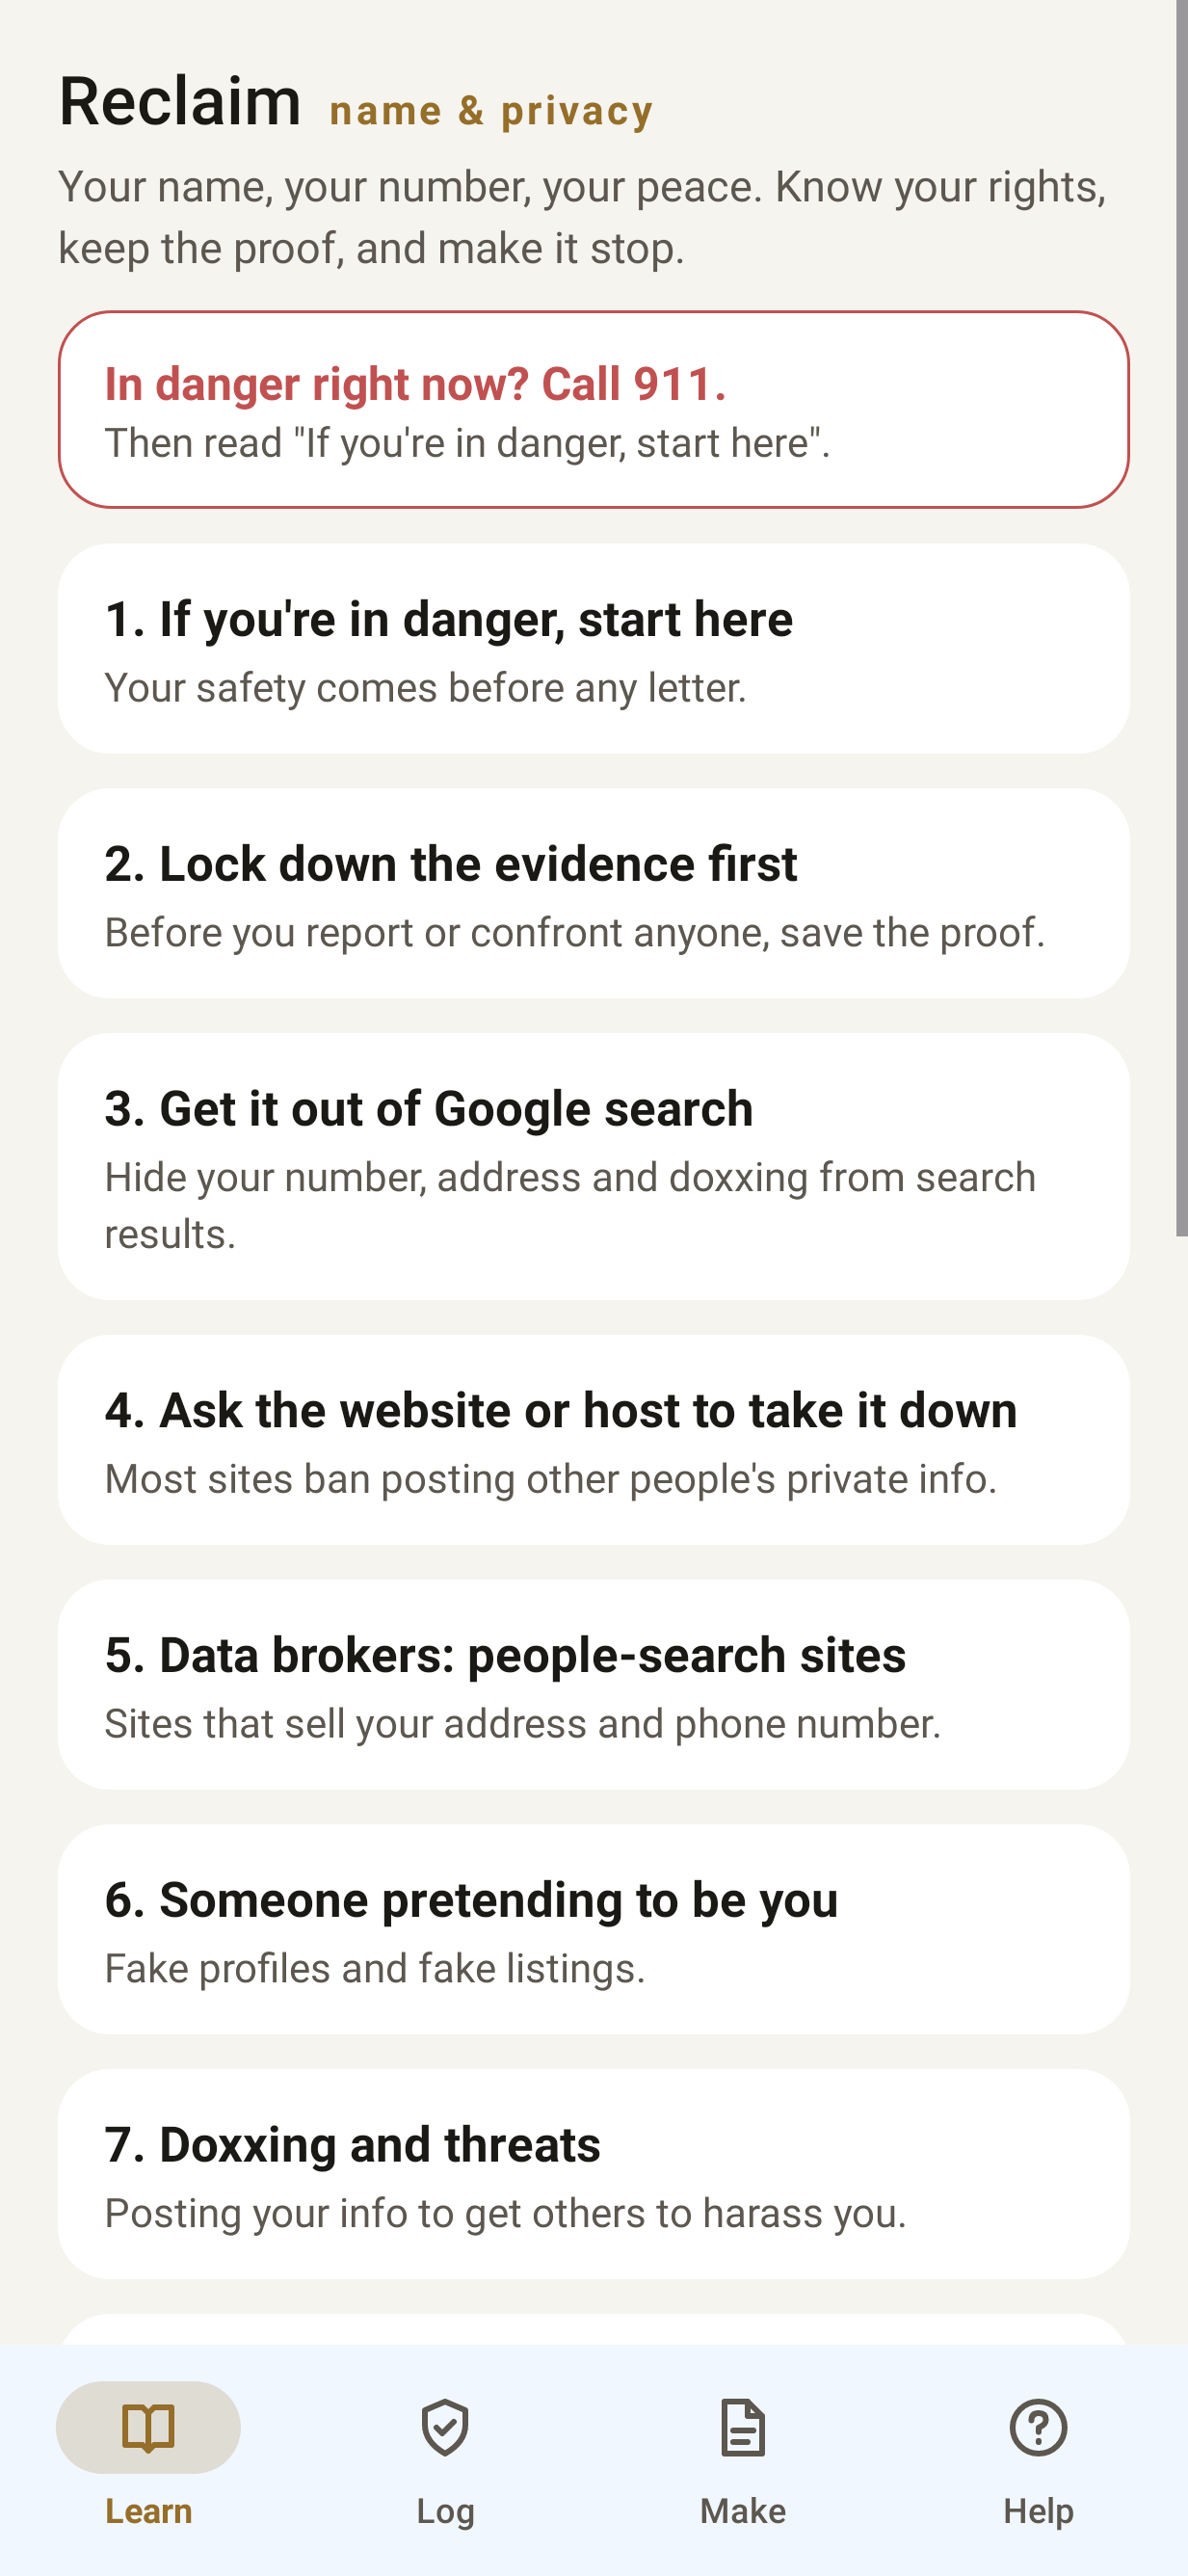 Reclaim name & privacy
Your name, your number, your peace. Know your rights,
keep the proof, and make it stop.
In danger right now? Call 911.
Then read "If you're in danger, start here".
1. If you're in danger, start here
Your safety comes before any letter.
2. Lock down the evidence first
Before you report or confront anyone, save the proof.
3. Get it out of Google search
Hide your number, address and doxxing from search
results.
4. Ask the website or host to take it down
Most sites ban posting other people's private info.
5. Data brokers: people-search sites
Sites that sell your address and phone number.
6. Someone pretending to be you
Fake profiles and fake listings.
7. Doxxing and threats
Posting your info to get others to harass you.
Learn Log Make Help